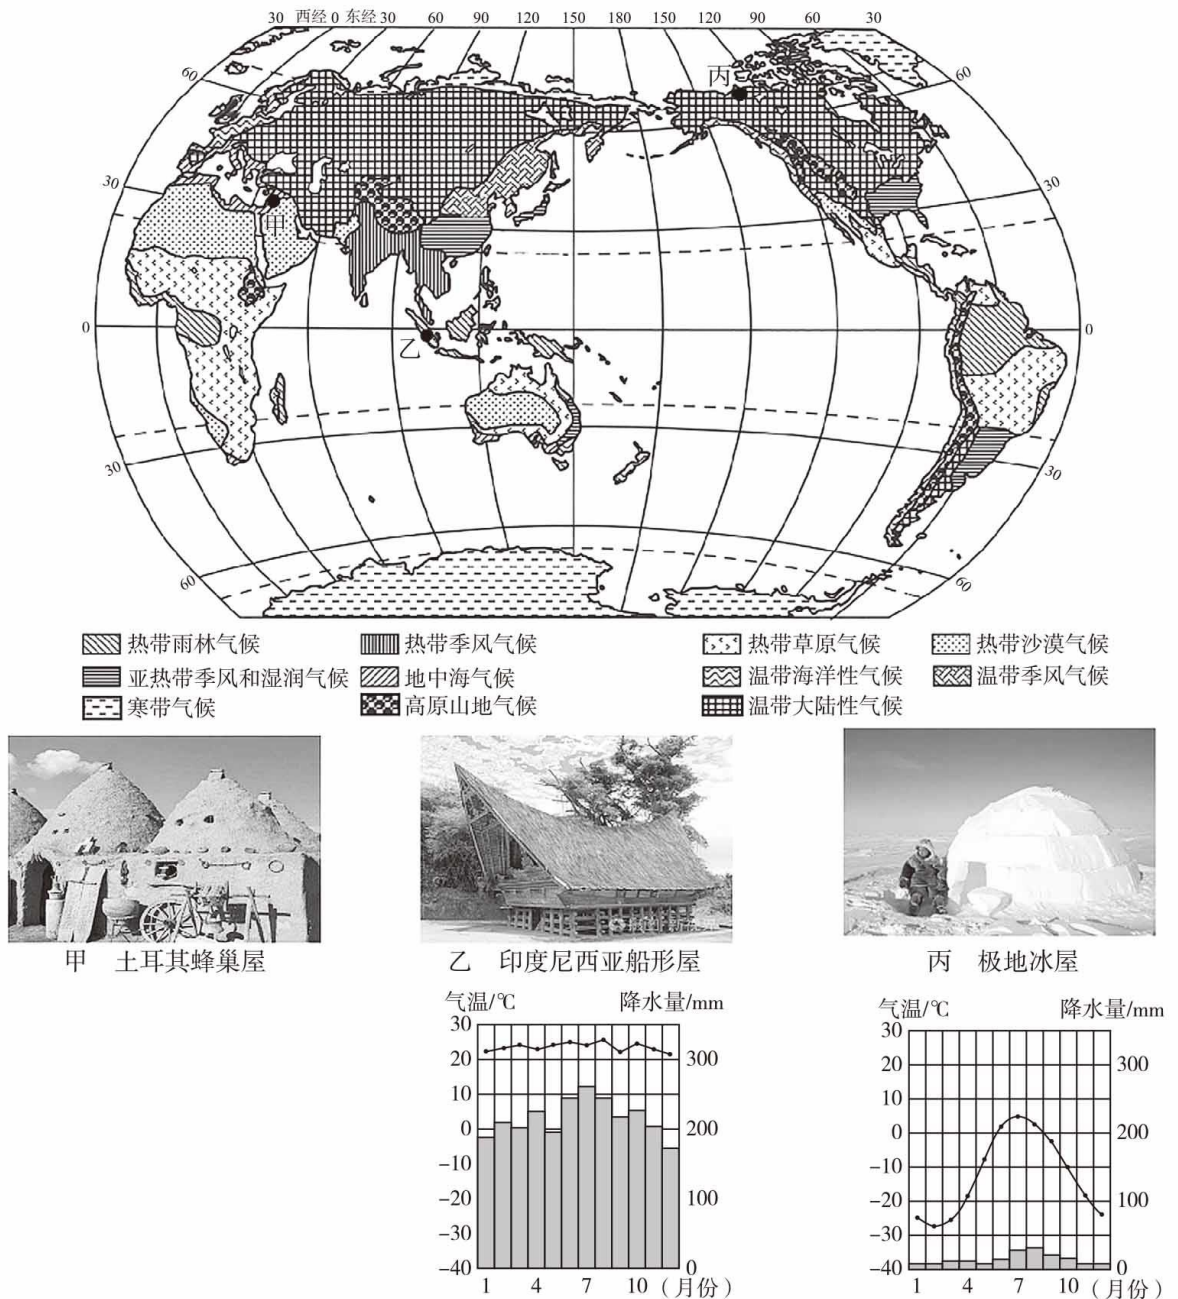 30 西经 0 东经 30 60 90 120 150 180 150 120 90 60 30
60 丙 60
30 30
甲
0 乙 0
30 30
60 60
热带雨林气候 热带季风气候 热带草原气候 热带沙漠气候
亚热带季风和湿润气候 地中海气候 温带海洋性气候 温带季风气候
寒带气候 高原山地气候 温带大陆性气候
甲 土耳其蜂巢屋 乙 印度尼西亚船形屋 丙 极地冰屋
气温/℃ 降水量/mm
30
20 300
10
0 200
-10
-20 100
-30
-40 0
1 4 7 10 (月份)
气温/℃ 降水量/mm
30
20 300
10
0 200
-10
-20 100
-30
-40 0
1 4 7 10 (月份)